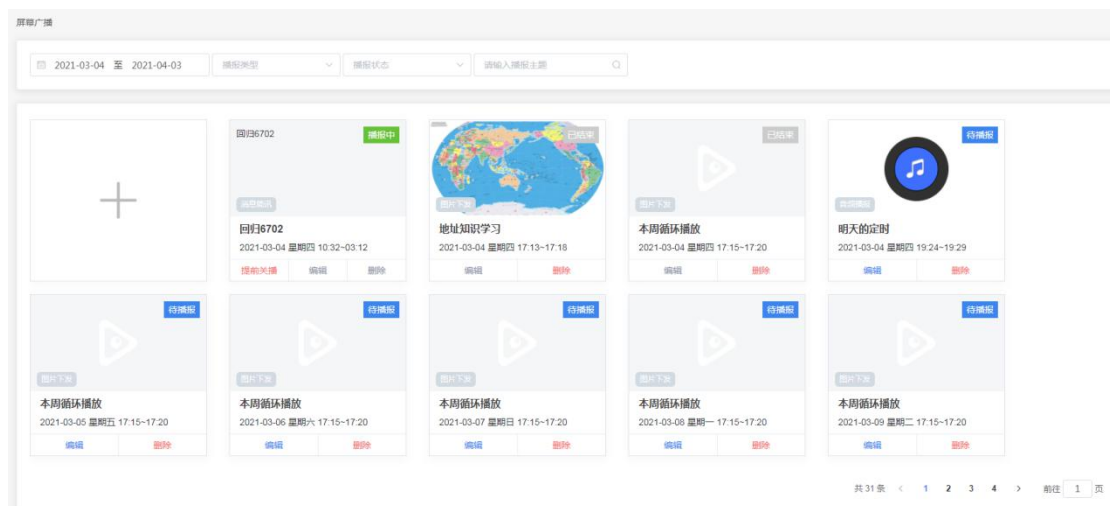 屏幕广播
2021-03-04 至 2021-04-03 播报类型 播报状态 请输入播报主题
回归6702 播报中 已结束 已结束 待播报
消息简讯 图片下发 图片下发 音频播报
回归6702 地址知识学习 本周循环播放 明天的定时
2021-03-04 星期四 10:32~03:12 2021-03-04 星期四 17:13~17:18 2021-03-04 星期四 17:15~17:20 2021-03-04 星期四 19:24~19:29
提前关播 编辑 删除 编辑 删除 编辑 删除 编辑 删除
待播报 待播报 待播报 待播报 待播报
图片下发 图片下发 图片下发 图片下发 图片下发
本周循环播放 本周循环播放 本周循环播放 本周循环播放 本周循环播放
2021-03-05 星期五 17:15~17:20 2021-03-06 星期六 17:15~17:20 2021-03-07 星期日 17:15~17:20 2021-03-08 星期一 17:15~17:20 2021-03-09 星期二 17:15~17:20
编辑 删除 编辑 删除 编辑 删除 编辑 删除 编辑 删除
共 31 条 < 1 2 3 4 > 前往 1 页